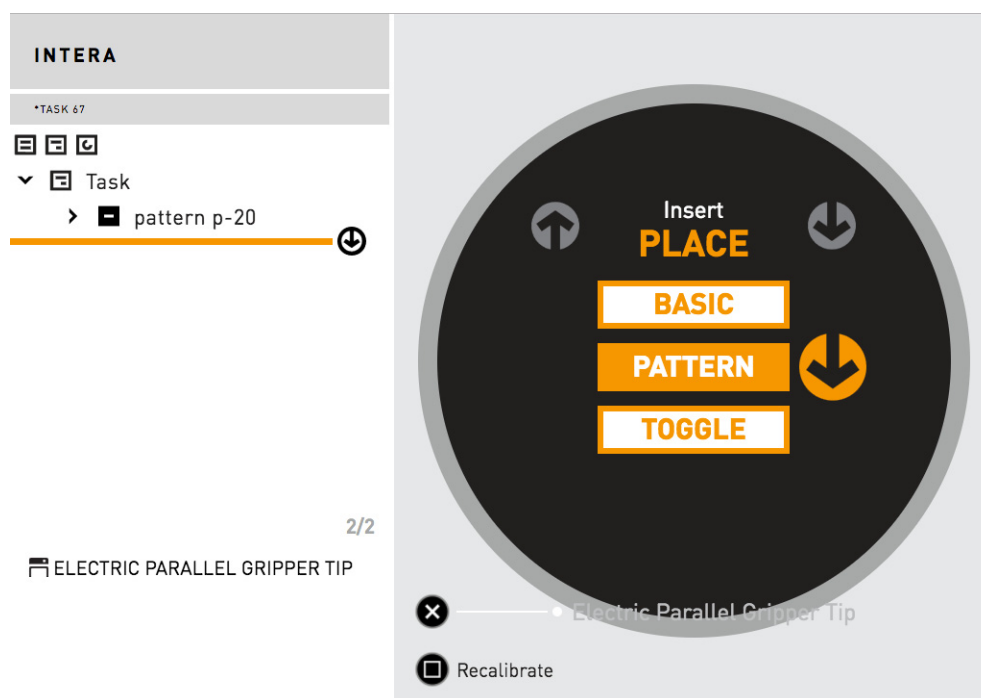 INTERA
*TASK 67
Task
pattern p-20
2/2
ELECTRIC PARALLEL GRIPPER TIP
Insert
PLACE
BASIC
PATTERN
TOGGLE
Electric Parallel Gripper Tip
Recalibrate